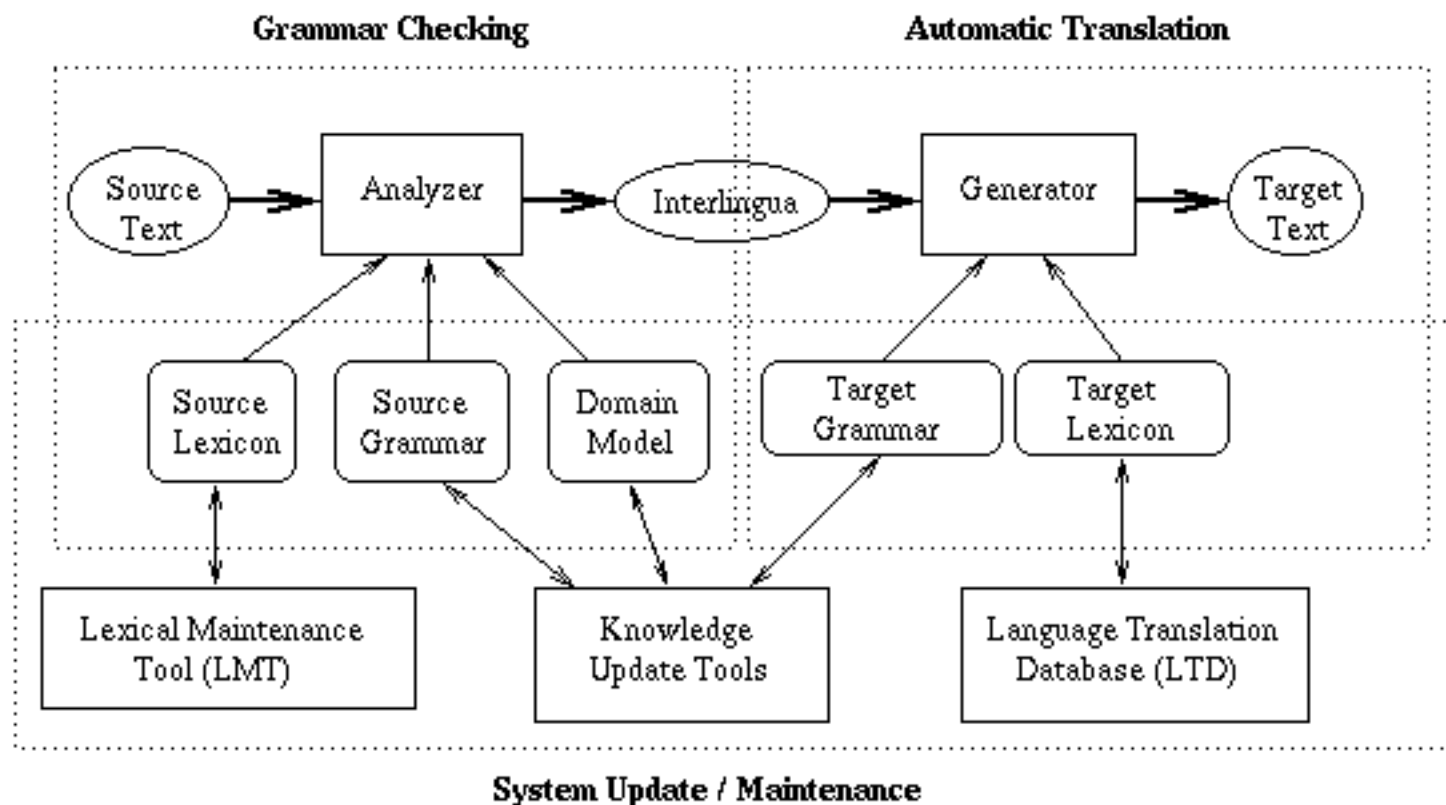 Grammar Checking
Automatic Translation
Source
Text
Analyzer
Interlingua
Generator
Target
Text
Source
Lexicon
Source
Grammar
Domain
Model
Target
Grammar
Target
Lexicon
Lexical Maintenance
Tool (LMT)
Knowledge
Update Tools
Language Translation
Database (LTD)
System Update / Maintenance